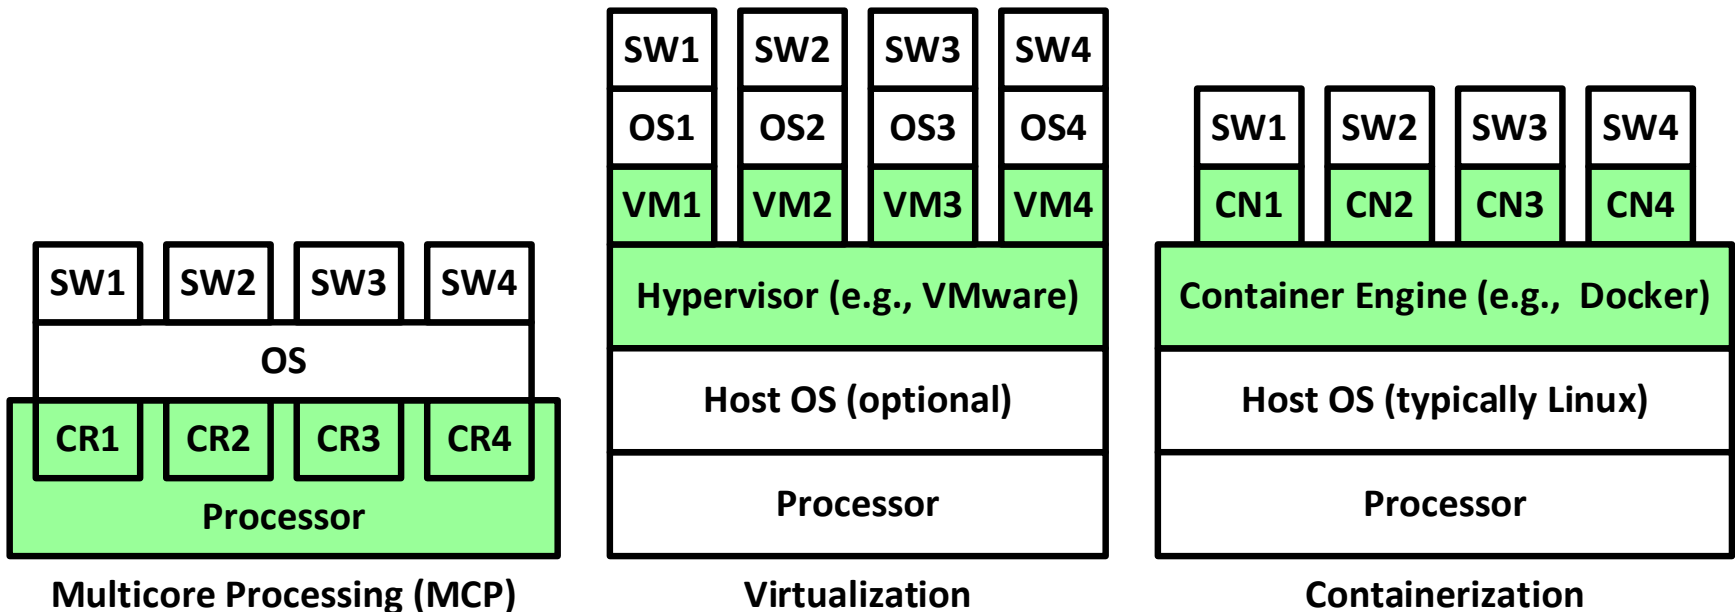 SW1 SW2 SW3 SW4
OS
CR1 CR2 CR3 CR4
Processor
Multicore Processing (MCP)
SW1 SW2 SW3 SW4
OS1 OS2 OS3 OS4
VM1 VM2 VM3 VM4
Hypervisor (e.g., VMware)
Host OS (optional)
Processor
Virtualization
SW1 SW2 SW3 SW4
CN1 CN2 CN3 CN4
Container Engine (e.g., Docker)
Host OS (typically Linux)
Processor
Containerization